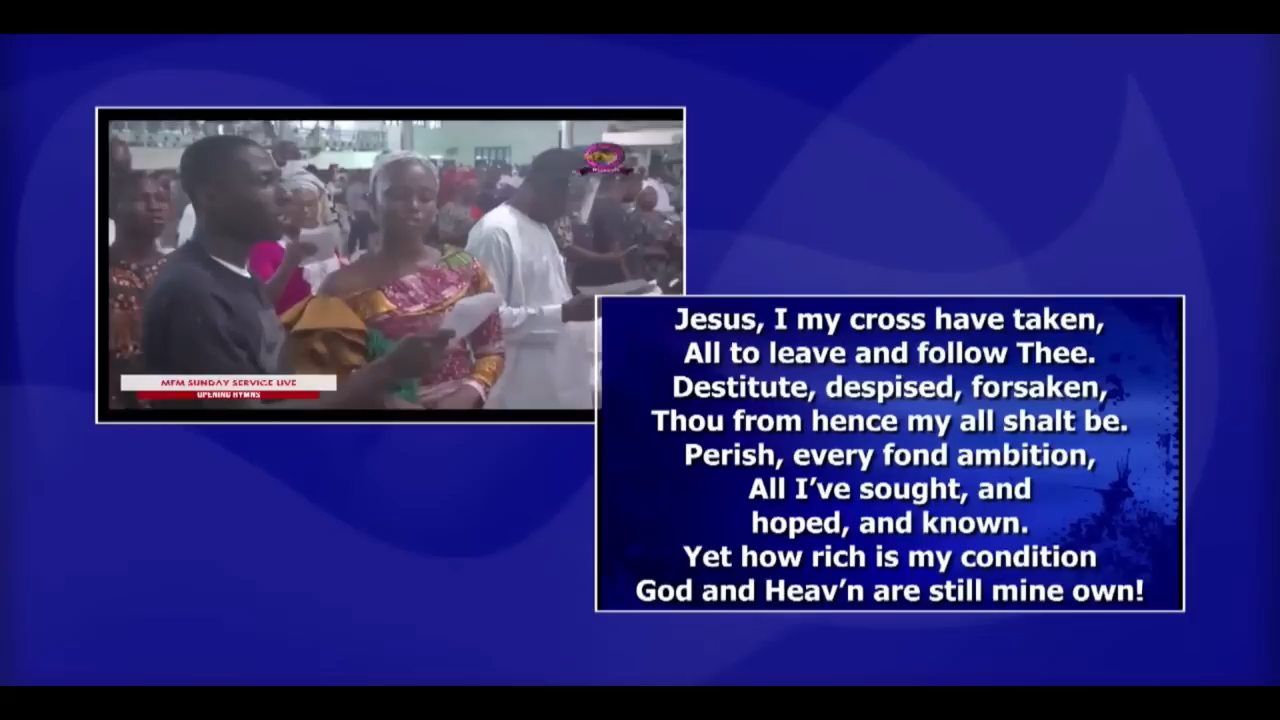 MFM SUNDAY SERVICE LIVE
OPENING HYMNS
Jesus, I my cross have taken,
All to leave and follow Thee.
Destitute, despised, forsaken,
Thou from hence my all shalt be.
Perish, every fond ambition,
All I’ve sought, and
hoped, and known.
Yet how rich is my condition
God and Heav’n are still mine own!